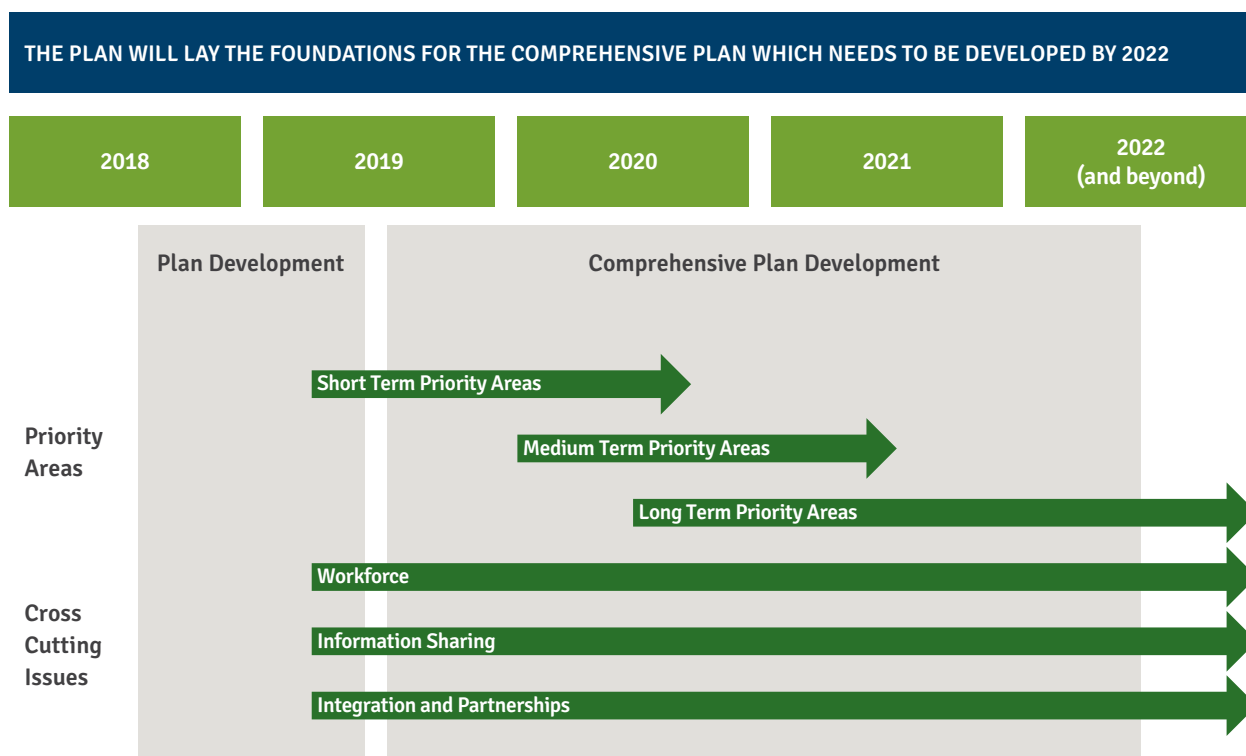 THE PLAN WILL LAY THE FOUNDATIONS FOR THE COMPREHENSIVE PLAN WHICH NEEDS TO BE DEVELOPED BY 2022
2018
2019
2020
2021
2022
(and beyond)
Plan Development
Comprehensive Plan Development
Priority
Areas
Short Term Priority Areas
Medium Term Priority Areas
Long Term Priority Areas
Cross
Cutting
Issues
Workforce
Information Sharing
Integration and Partnerships